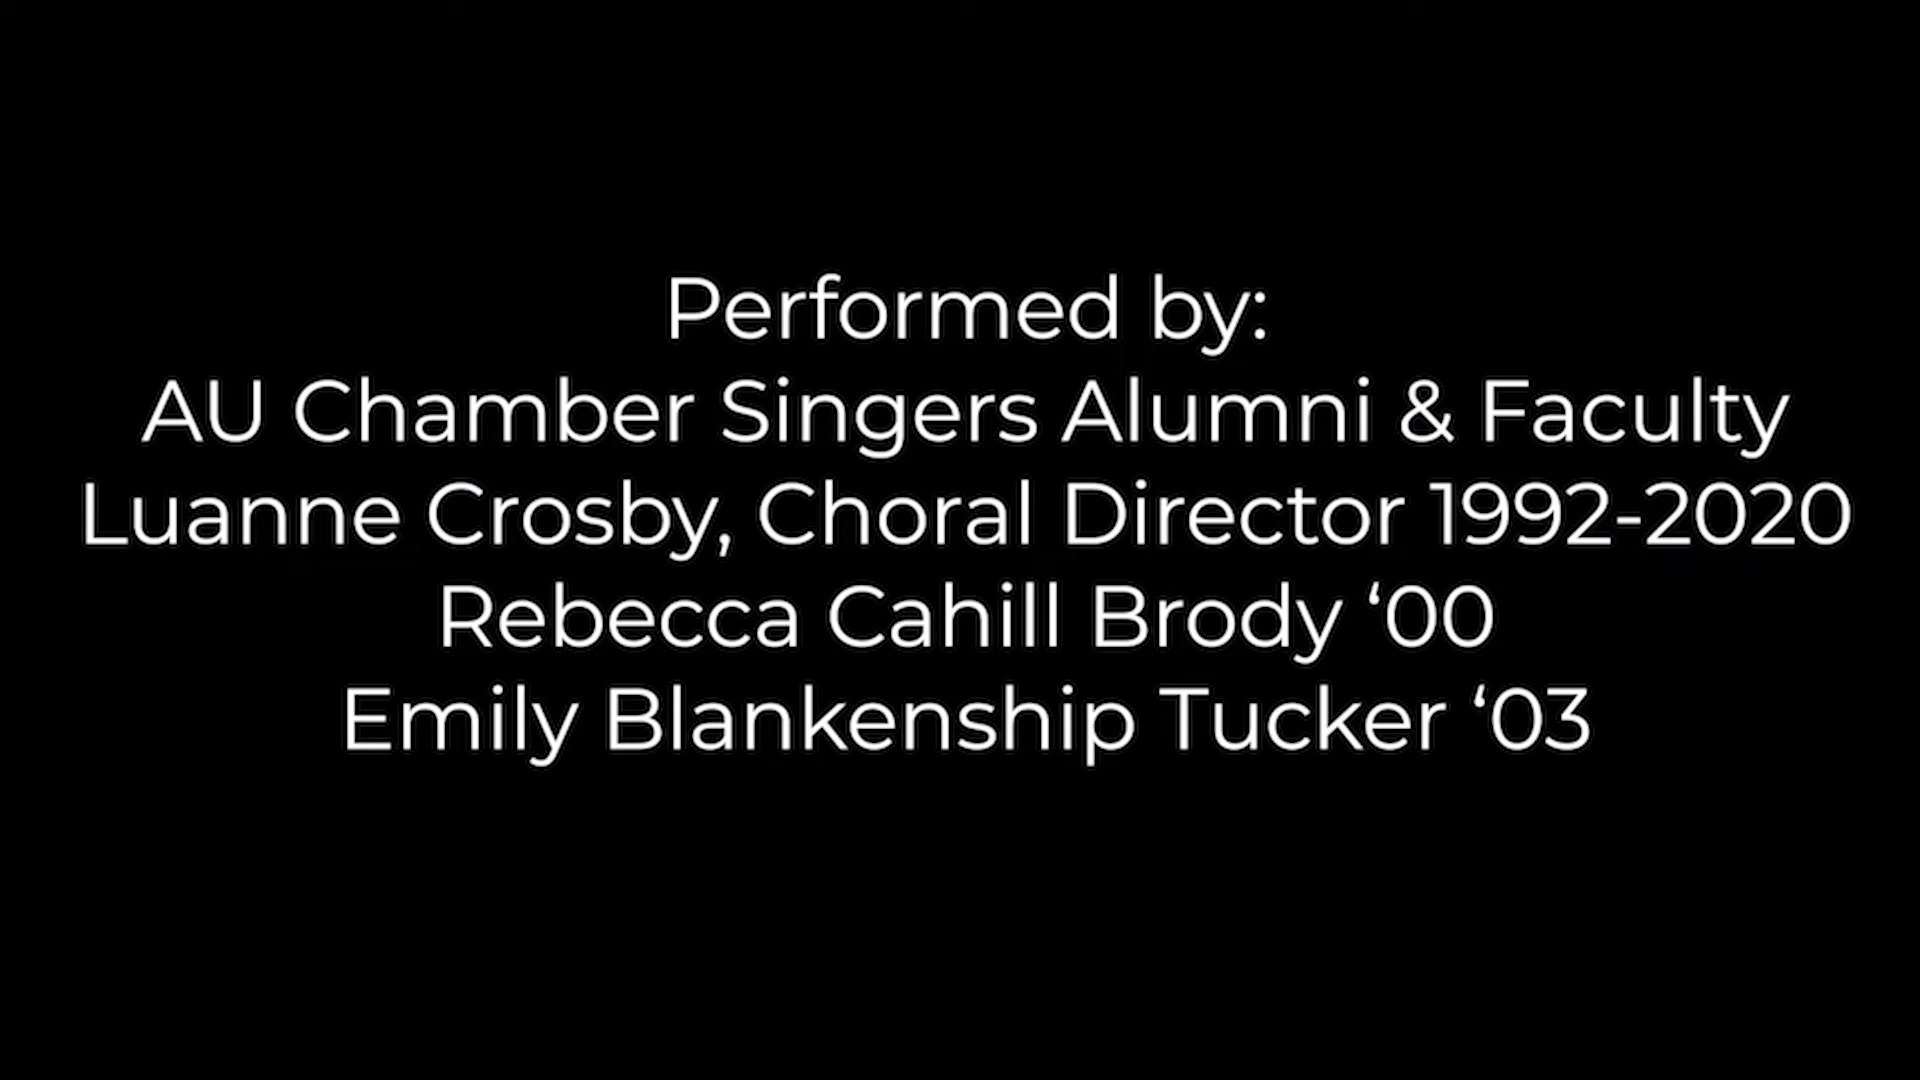 Performed by:
AU Chamber Singers Alumni & Faculty
Luanne Crosby, Choral Director 1992-2020
Rebecca Cahill Brody ‘00
Emily Blankenship Tucker ‘03